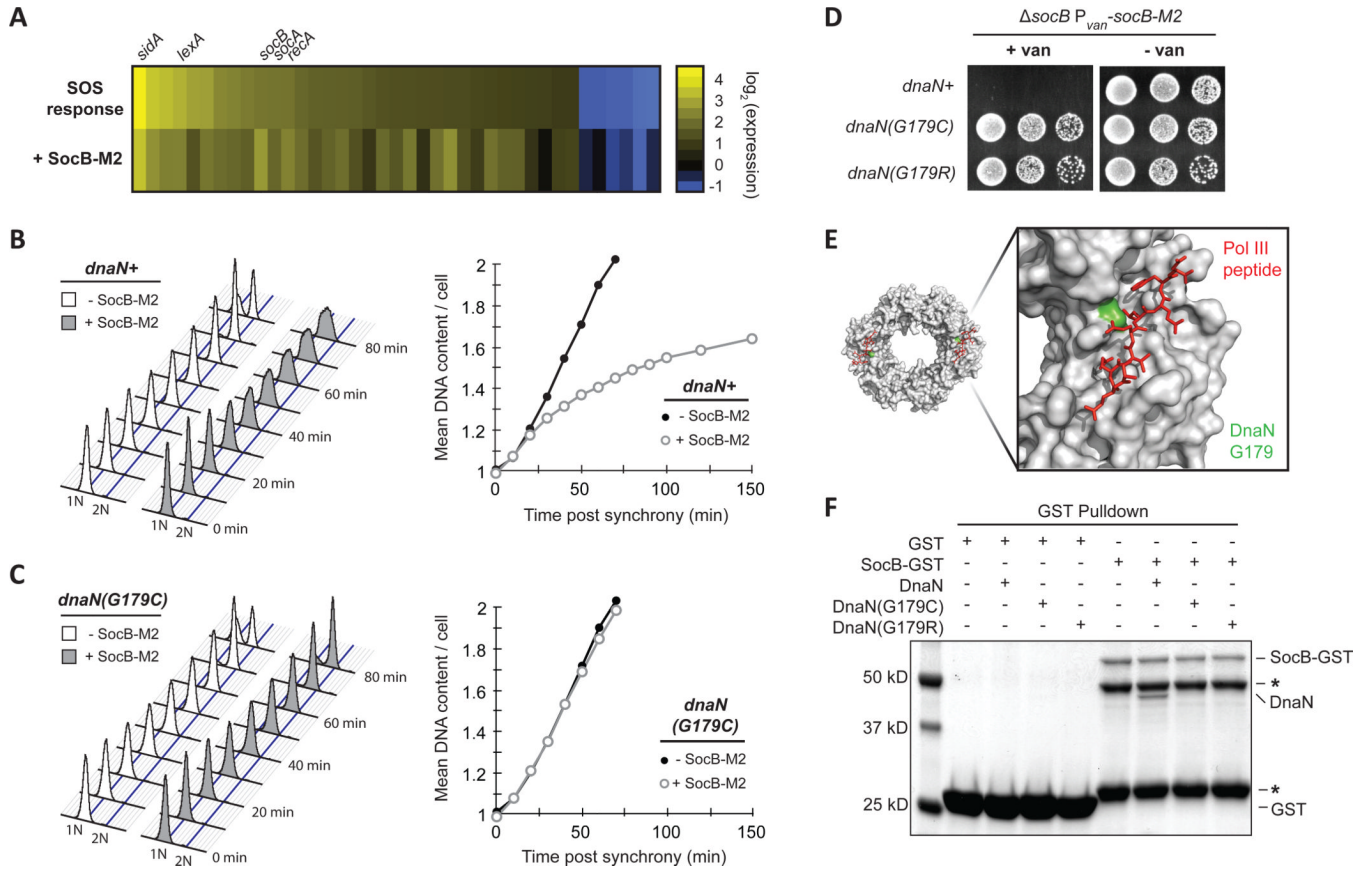 A
sidA lexA socB socA recA
SOS response
+ SocB-M2
4
3
2
1
0
-1
log2 (expression)
B
dnaN+
- SocB-M2
+ SocB-M2
80 min
60 min
40 min
20 min
0 min
1N 2N 1N 2N
Mean DNA content / cell
2
1.8
1.6
1.4
1.2
1
0 50 100 150
Time post synchrony (min)
dnaN+
- SocB-M2
+ SocB-M2
C
dnaN(G179C)
- SocB-M2
+ SocB-M2
80 min
60 min
40 min
20 min
0 min
1N 2N 1N 2N
Mean DNA content / cell
2
1.8
1.6
1.4
1.2
1
0 50 100 150
Time post synchrony (min)
dnaN
(G179C)
- SocB-M2
+ SocB-M2
D
ΔsocB Pvan-socB-M2
+ van - van
dnaN+
dnaN(G179C)
dnaN(G179R)
E
Pol III
peptide
DnaN
G179
F
GST Pulldown
GST + + + + - - - -
SocB-GST - - - - + + + +
DnaN - + - - - + - -
DnaN(G179C) - - + - - - + -
DnaN(G179R) - - - + - - - +
50 kD
37 kD
25 kD
SocB-GST
*
DnaN
*
GST